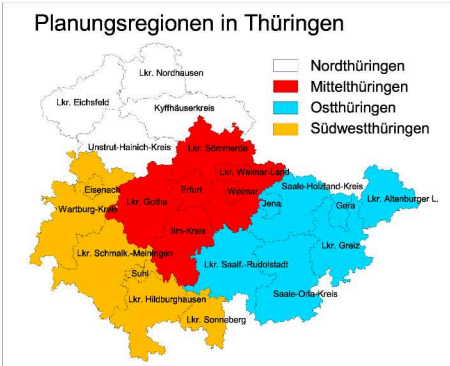 Planungsregionen in Thüringen
Nordthüringen
Mittelthüringen
Ostthüringen
Südwestthüringen
Lkr. Nordhausen
Lkr. Eichsfeld
Kyffhäuserkreis
Unstrut-Hainich-Kreis
Lkr. Sömmerda
Lkr. Weimar-Land
Eisenach
Erfurt
Weimar
Saale-Holzland-Kreis
Lkr. Altenburger L.
Wartburg-Kreis
Lkr. Gotha
Jena
Gera
Ilm-Kreis
Lkr. Greiz
Lkr. Schmalk.-Meiningen
Lkr. Saalf.-Rudolstadt
Suhl
Saale-Orla-Kreis
Lkr. Hildburghausen
Lkr. Sonneberg